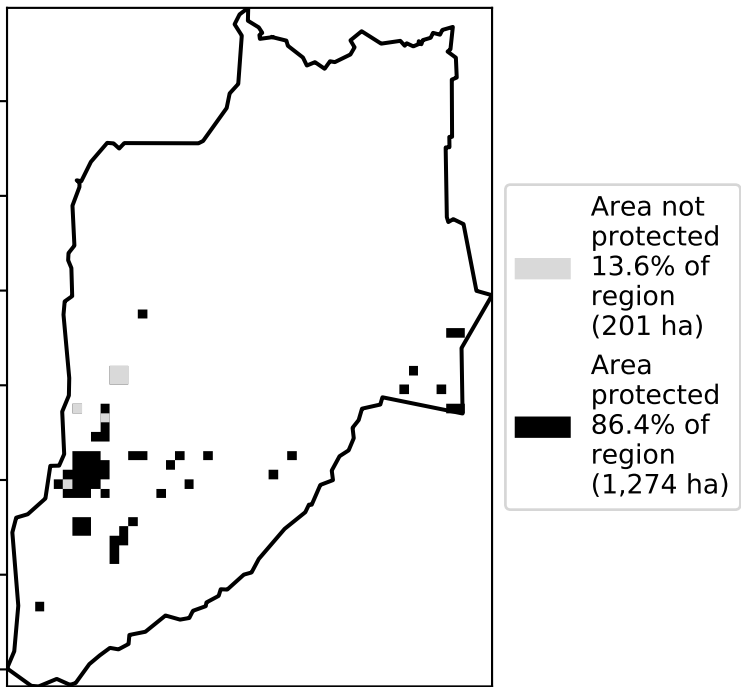 Area not
protected
13.6% of
region
(201 ha)
Area
protected
86.4% of
region
(1,274 ha)